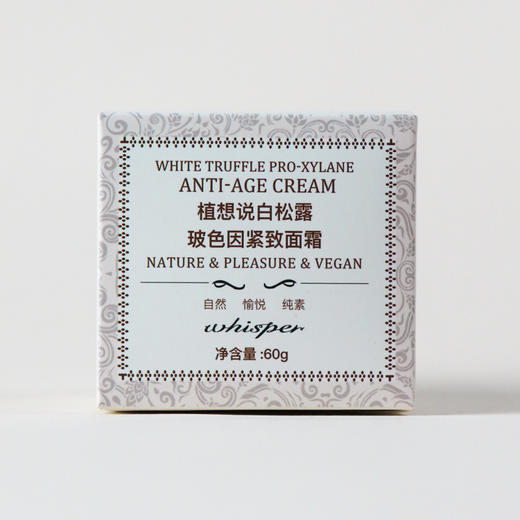 WHITE TRUFFLE PRO-XYLANE
ANTI-AGE CREAM
植想说白松露
玻色因紧致面霜
NATURE & PLEASURE & VEGAN
自然 愉悦 纯素
whisper
净含量:60g